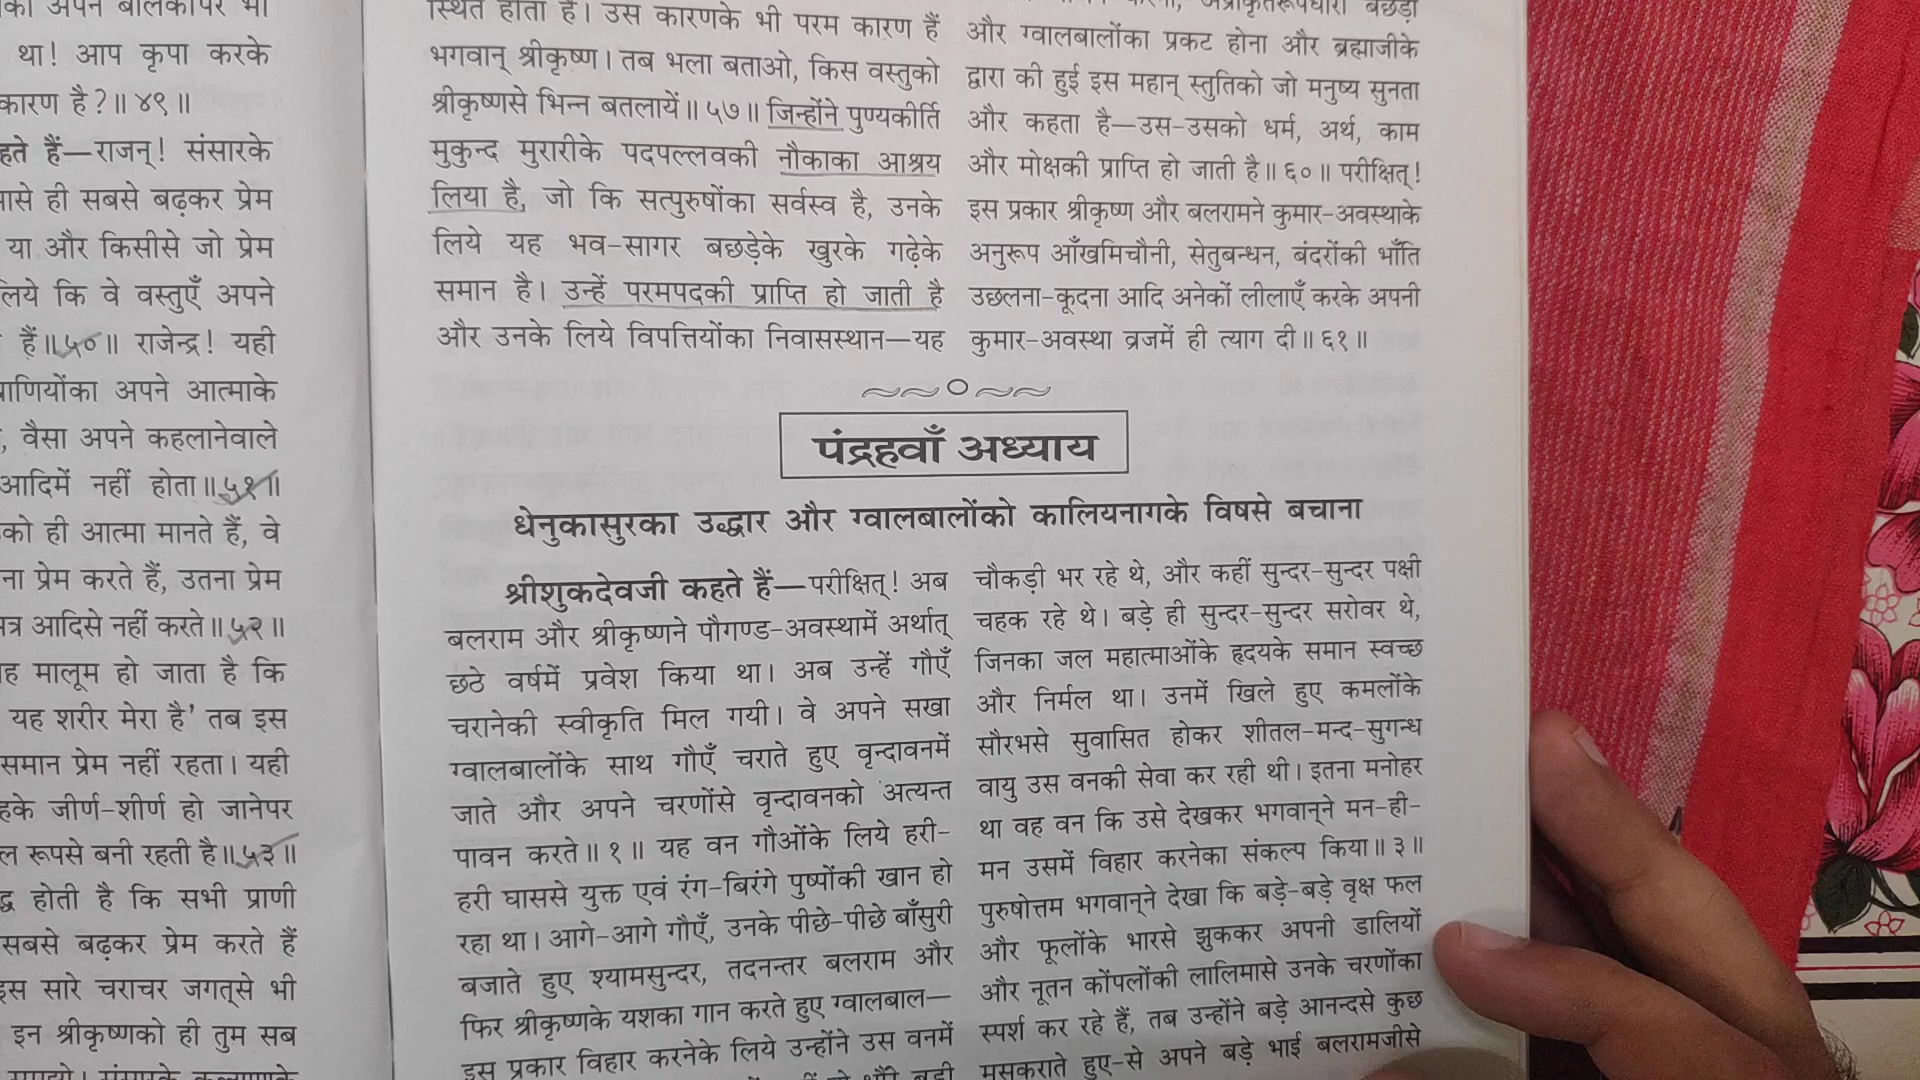 था! आप कृपा करके
कारण है?॥ ४९॥
हते हैं—राजन्! संसारके
ही सबसे बढ़कर प्रेम
या और किसीसे जो प्रेम
लिये कि वे वस्तुएँ अपने
हैं॥५०॥ राजेन्द्र! यही
अपने आत्माके
वैसा अपने कहलानेवाले
आदिमें नहीं होता॥५१॥
को ही आत्मा मानते हैं, वे
ना प्रेम करते हैं, उतना प्रेम
आदिसे नहीं करते॥५२॥
मालूम हो जाता है कि
यह शरीर मेरा है' तब इस
समान प्रेम नहीं रहता। यही
जीर्ण-शीर्ण हो जानेपर
रूपसे बनी रहती है॥५३॥
होती है कि सभी प्राणी
सबसे बढ़कर प्रेम करते हैं
इस सारे चराचर जगत्से भी
इन श्रीकृष्णको ही तुम सब
स्थित होता है। उस कारणके भी परम कारण हैं
भगवान् श्रीकृष्ण। तब भला बताओ, किस वस्तुको
श्रीकृष्णसे भिन्न बतलायें॥ ५७॥ जिन्होंने पुण्यकीर्ति
मुकुन्द मुरारीके पदपल्लवकी नौकाका आश्रय
लिया है, जो कि सत्पुरुषोंका सर्वस्व है, उनके
लिये यह भव-सागर बछड़ेके खुरके गढ़ेके
समान है। उन्हें परमपदकी प्राप्ति हो जाती है
और उनके लिये विपत्तियोंका निवासस्थान—यह
और ग्वालबालोंका प्रकट होना और ब्रह्माजीके
द्वारा की हुई इस महान् स्तुतिको जो मनुष्य सुनता
और कहता है—उस-उसको धर्म, अर्थ, काम
और मोक्षकी प्राप्ति हो जाती है॥ ६०॥ परीक्षित्!
इस प्रकार श्रीकृष्ण और बलरामने कुमार-अवस्थाके
अनुरूप आँखमिचौनी, सेतुबन्धन, बंदरोंकी भाँति
उछलना-कूदना आदि अनेकों लीलाएँ करके अपनी
कुमार-अवस्था व्रजमें ही त्याग दी॥ ६१॥
पंद्रहवाँ अध्याय
धेनुकासुरका उद्धार और ग्वालबालोंको कालियनागके विषसे बचाना
श्रीशुकदेवजी कहते हैं—परीक्षित्! अब
बलराम और श्रीकृष्णने पौगण्ड-अवस्थामें अर्थात्
छठे वर्षमें प्रवेश किया था। अब उन्हें गौएँ
चरानेकी स्वीकृति मिल गयी। वे अपने सखा
ग्वालबालोंके साथ गौएँ चराते हुए वृन्दावनमें
जाते और अपने चरणोंसे वृन्दावनको अत्यन्त
पावन करते॥ १॥ यह वन गौओंके लिये हरी-
हरी घाससे युक्त एवं रंग-बिरंगे पुष्पोंकी खान हो
रहा था। आगे-आगे गौएँ, उनके पीछे-पीछे बाँसुरी
बजाते हुए श्यामसुन्दर, तदनन्तर बलराम और
फिर श्रीकृष्णके यशका गान करते हुए ग्वालबाल—
इस प्रकार विहार करनेके लिये उन्होंने उस वनमें
चौकड़ी भर रहे थे, और कहीं सुन्दर-सुन्दर पक्षी
चहक रहे थे। बड़े ही सुन्दर-सुन्दर सरोवर थे,
जिनका जल महात्माओंके हृदयके समान स्वच्छ
और निर्मल था। उनमें खिले हुए कमलोंके
सौरभसे सुवासित होकर शीतल-मन्द-सुगन्ध
वायु उस वनकी सेवा कर रही थी। इतना मनोहर
था वह वन कि उसे देखकर भगवान्ने मन-ही-
मन उसमें विहार करनेका संकल्प किया॥ ३॥
पुरुषोत्तम भगवान्ने देखा कि बड़े-बड़े वृक्ष फल
और फूलोंके भारसे झुककर अपनी डालियों
और नूतन कोंपलोंकी लालिमासे उनके चरणोंका
स्पर्श कर रहे हैं, तब उन्होंने बड़े आनन्दसे कुछ
मुसकराते हुए-से अपने बड़े भाई बलरामजीसे